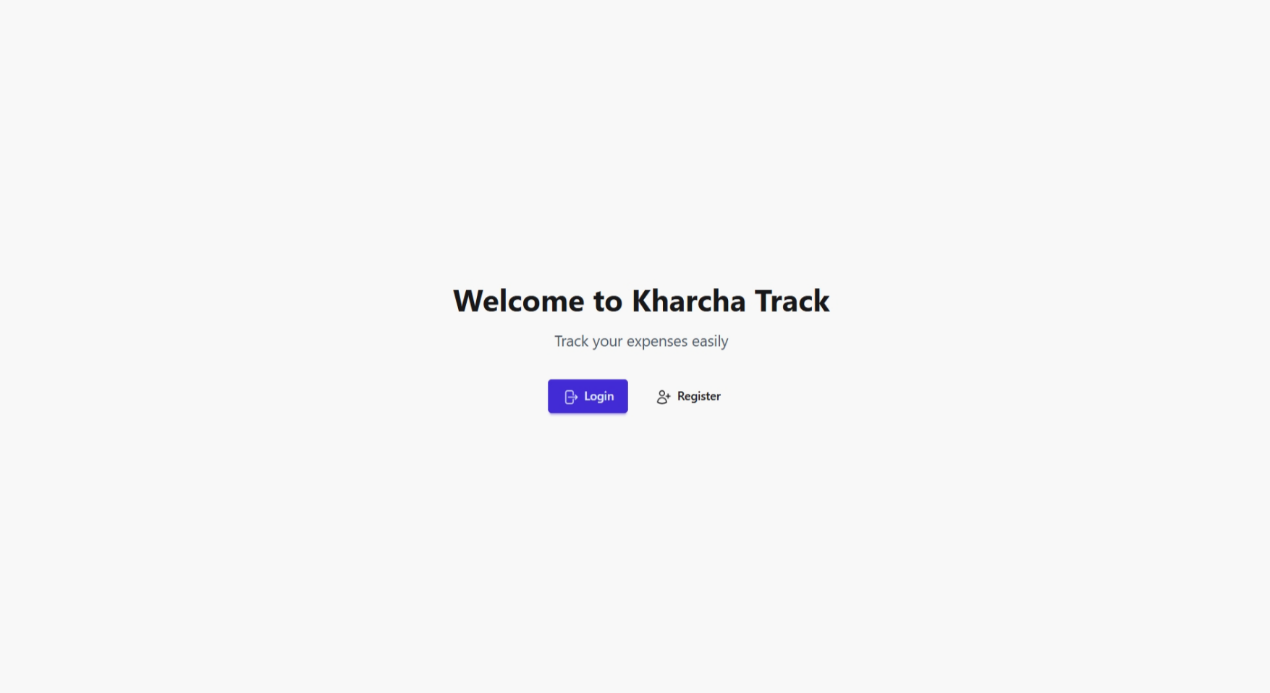 Welcome to Kharcha Track
Track your expenses easily
Login
Register